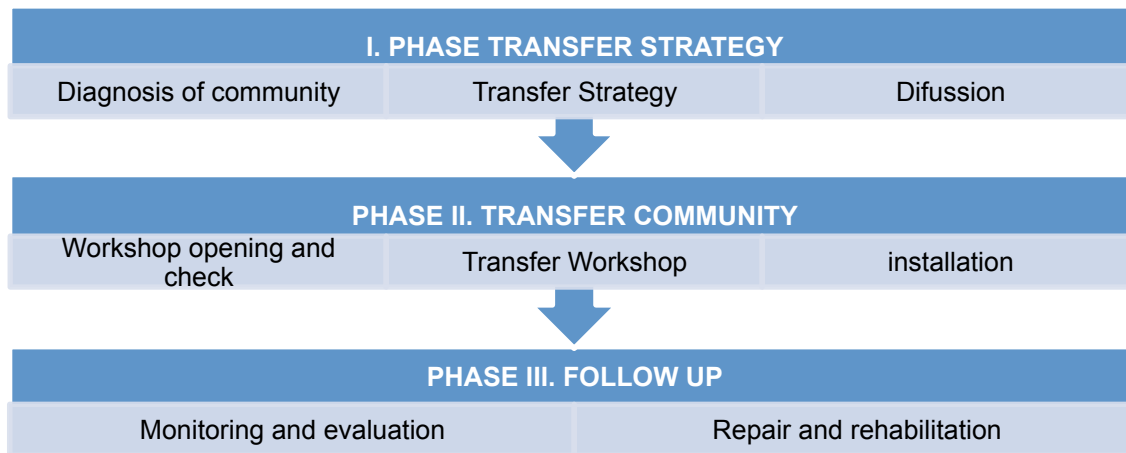 I. PHASE TRANSFER STRATEGY
Diagnosis of community
Transfer Strategy
Difussion
PHASE II. TRANSFER COMMUNITY
Workshop opening and
check
Transfer Workshop
installation
PHASE III. FOLLOW UP
Monitoring and evaluation
Repair and rehabilitation